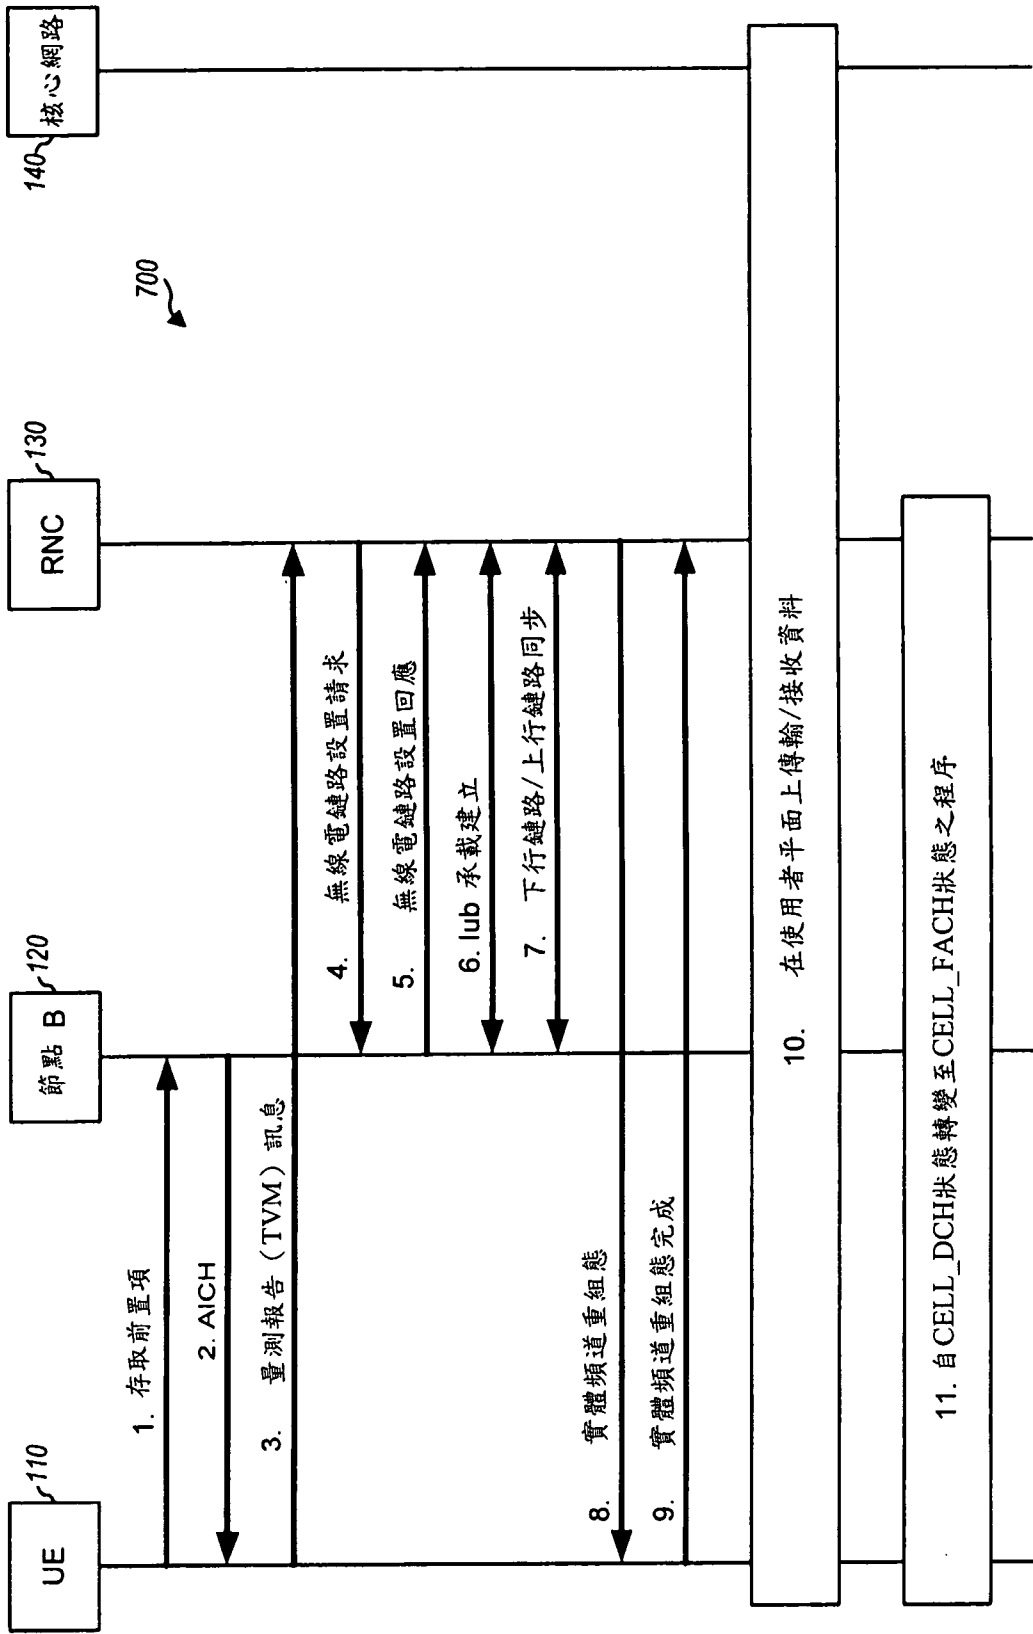 UE
110
節點 B
120
RNC
130
核心網路
140
700
1. 存取前置項
2. AICH
3. 量測報告（TVM）訊息
4. 無線電鏈路設置請求
5. 無線電鏈路設置回應
6. Iub 承載建立
7. 下行鏈路/上行鏈路同步
8. 實體頻道重組態
9. 實體頻道重組態完成
10. 在使用者平面上傳輸/接收資料
11. 自CELL_DCH狀態轉變至CELL_FACH狀態之程序